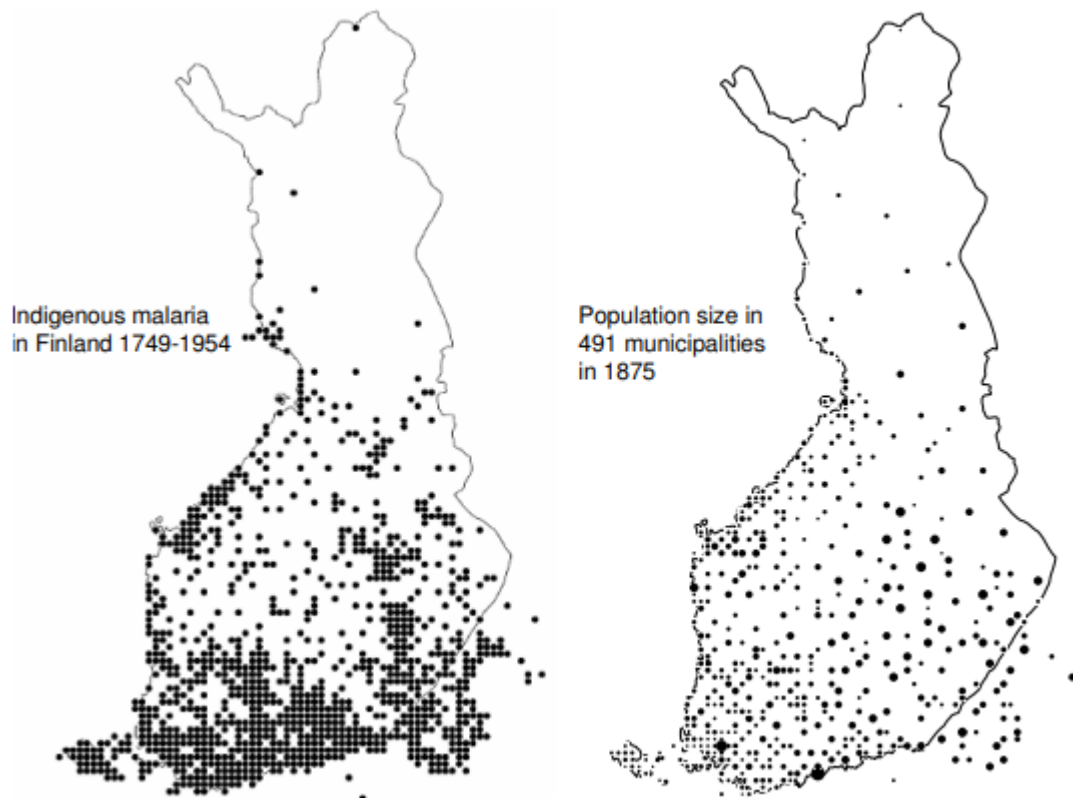 Indigenous malaria
in Finland 1749-1954
Population size in
491 municipalities
in 1875